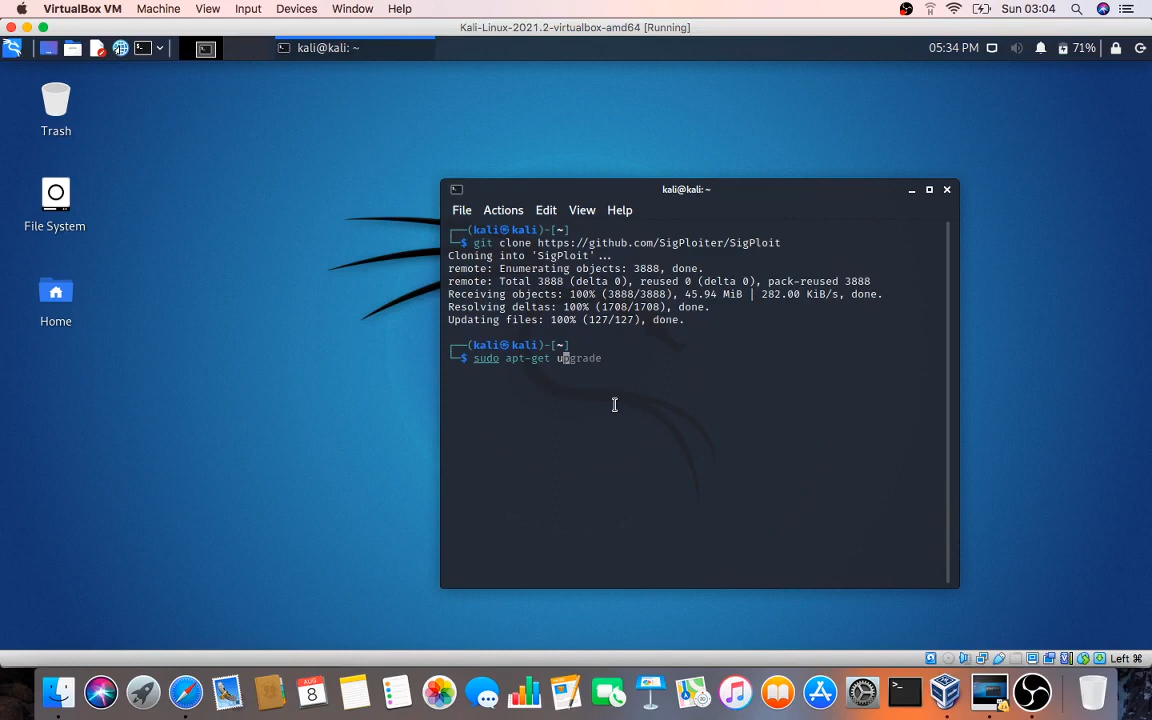 VirtualBox VM Machine View Input Devices Window Help Sun 03:04
Kali-Linux-2021.2-virtualbox-amd64 [Running]
kali@kali: ~ 05:34 PM 71%
Trash
File System
Home
kali@kali: ~
File Actions Edit View Help
┌──(kali㉿kali)-[~]
└─$ git clone https://github.com/SigPloiter/SigPloit
Cloning into 'SigPloit'...
remote: Enumerating objects: 3888, done.
remote: Total 3888 (delta 0), reused 0 (delta 0), pack-reused 3888
Receiving objects: 100% (3888/3888), 45.94 MiB | 282.00 KiB/s, done.
Resolving deltas: 100% (1708/1708), done.
Updating files: 100% (127/127), done.
┌──(kali㉿kali)-[~]
└─$ sudo apt-get upgrade
Left ⌘
AUG
8